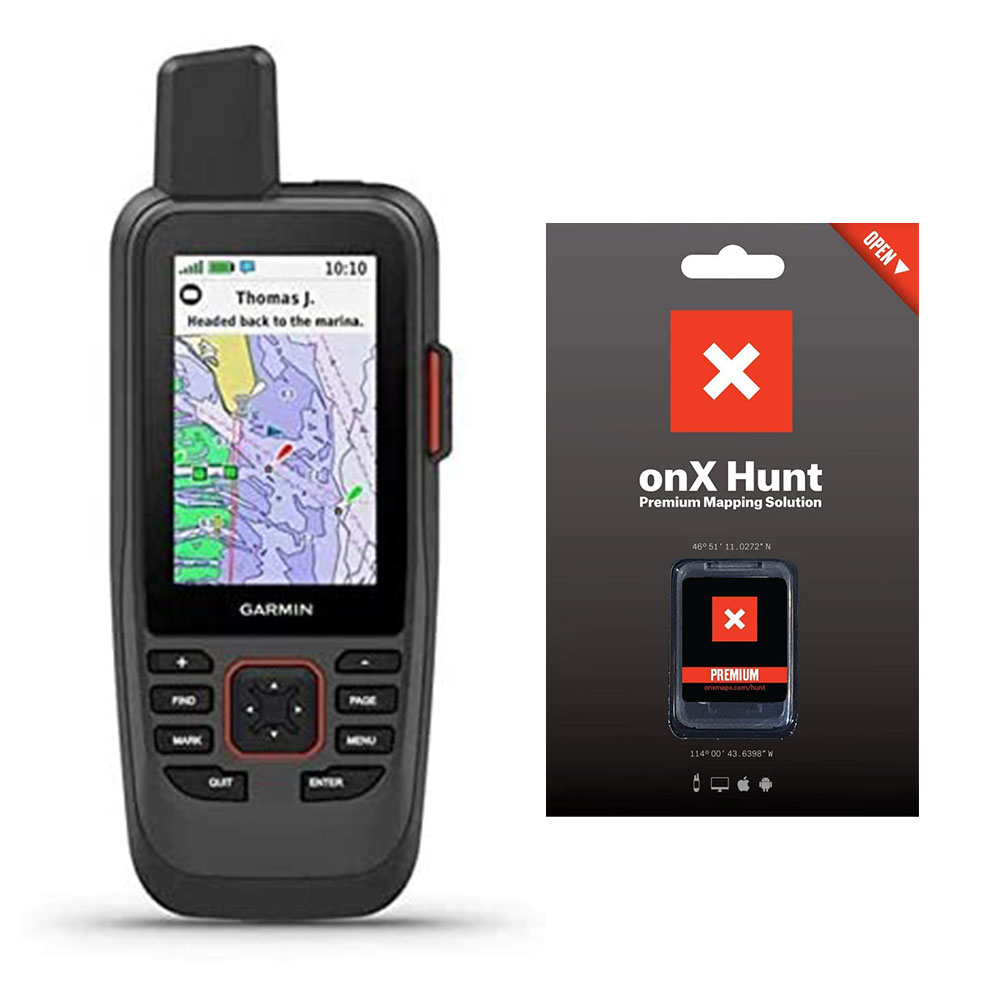 10:10
Thomas J.
Headed back to the marina.
GARMIN
+
-
FIND
PAGE
MARK
MENU
QUIT
ENTER
OPEN
onX Hunt
Premium Mapping Solution
46° 51' 11.0272" N
PREMIUM
onxmaps.com/hunt
114° 00' 43.6398" W